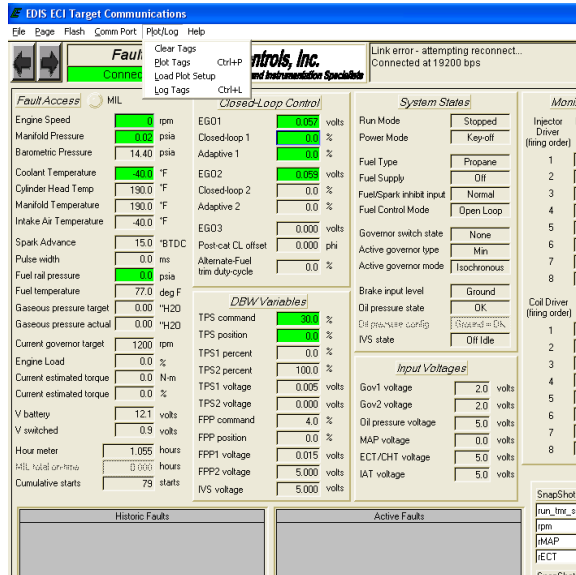 EDIS ECI Target Communications
File Page Flash Comm Port Plot/Log Help
Clear Tags
Plot Tags Ctrl+P
Load Plot Setup
Log Tags Ctrl+L
Link error - attempting reconnect...
Connected at 19200 bps
Fault Access MIL
Engine Speed 0 rpm
Manifold Pressure 0.02 psia
Barometric Pressure 14.40 psia
Coolant Temperature -40.0 °F
Cylinder Head Temp 190.0 °F
Manifold Temperature 190.0 °F
Intake Air Temperature -40.0 °F
Spark Advance 15.0 °BTDC
Pulse width 0.0 ms
Fuel rail pressure 0.0 psia
Fuel temperature 77.0 deg F
Gaseous pressure target 0.00 "H2O
Gaseous pressure actual 0.00 "H2O
Current governor target 1200 rpm
Engine Load 0.0 %
Current estimated torque 0.0 N-m
Current estimated torque 0.0 %
V battery 12.1 volts
V switched 0.9 volts
Hour meter 1.055 hours
MIL total on-time 0.000 hours
Cumulative starts 79 starts
Closed-Loop Control
EGO1 0.057 volts
Closed-loop 1 0.0 %
Adaptive 1 0.0 %
EGO2 0.059 volts
Closed-loop 2 0.0 %
Adaptive 2 0.0 %
EGO3 0.000 volts
Post-cat CL offset 0.000 phi
Alternate-Fuel
trim duty-cycle 0.0 %
DBW Variables
TPS command 30.0 %
TPS position 0.0 %
TPS1 percent 0.0 %
TPS2 percent 100.0 %
TPS1 voltage 0.005 volts
TPS2 voltage 0.000 volts
FPP command 4.0 %
FPP position 0.0 %
FPP1 voltage 0.015 volts
FPP2 voltage 5.000 volts
IVS voltage 5.000 volts
System States
Run Mode Stopped
Power Mode Key-off
Fuel Type Propane
Fuel Supply Off
Fuel/Spark inhibit input Normal
Fuel Control Mode Open Loop
Governor switch state None
Active governor type Min
Active governor mode Isochronous
Brake input level Ground
Oil pressure state OK
Oil pressure config Ground = OK
IVS state Off Idle
Input Voltages
Gov1 voltage 2.0 volts
Gov2 voltage 2.0 volts
Oil pressure voltage 5.0 volts
MAP voltage 0.0 volts
ECT/CHT voltage 5.0 volts
IAT voltage 5.0 volts
Injector
Driver
(firing order)
1
2
3
4
5
6
7
8
Coil Driver
(firing order)
1
2
3
4
5
6
7
8
SnapShot
run_tmr_s
rpm
rMAP
rECT
Historic Faults
Active Faults